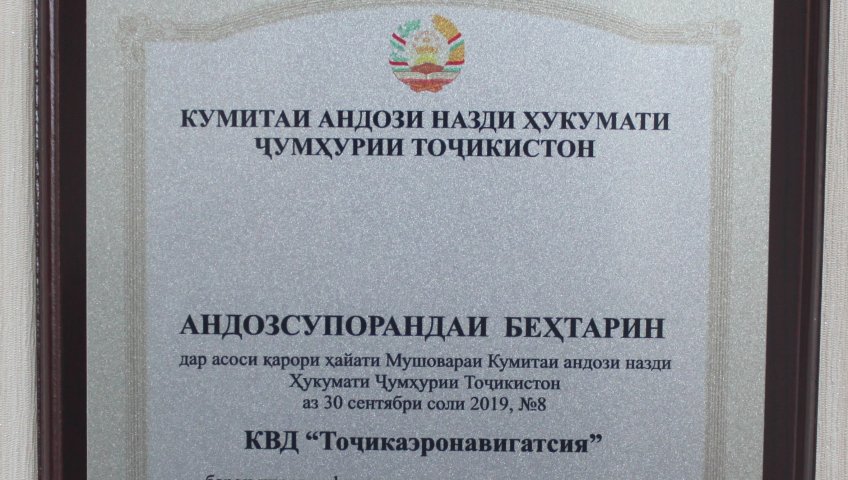 КУМИТАИ АНДОЗИ НАЗДИ ҲУКУМАТИ
ҶУМҲУРИИ ТОҶИКИСТОН
АНДОЗСУПОРАНДАИ БЕҲТАРИН
дар асоси қарори ҳайати Мушовараи Кумитаи андози назди
Ҳукумати Ҷумҳурии Тоҷикистон
аз 30 сентябри соли 2019, №8
КВД “Тоҷикаэронавигатсия”